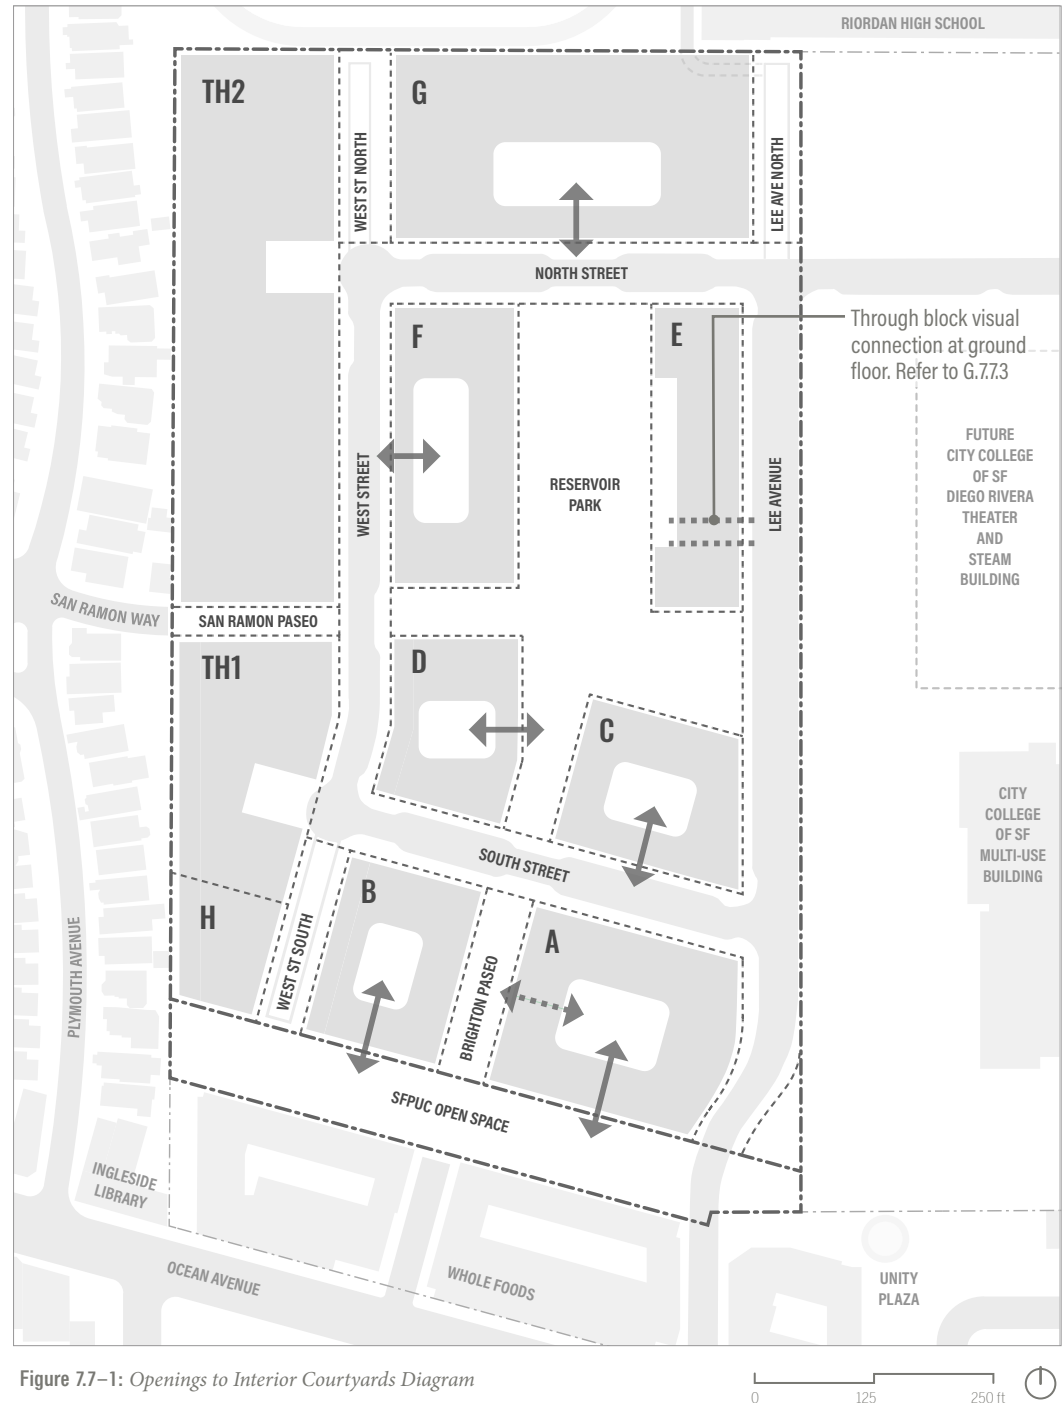 RIORDAN HIGH SCHOOL
TH2
G
WEST ST NORTH
LEE AVE NORTH
NORTH STREET
Through block visual
connection at ground
floor. Refer to G.7.7.3
F
E
FUTURE
CITY COLLEGE
OF SF
DIEGO RIVERA
THEATER
AND
STEAM
BUILDING
WEST STREET
RESERVOIR
PARK
LEE AVENUE
SAN RAMON WAY
SAN RAMON PASEO
TH1
D
C
CITY
COLLEGE
OF SF
MULTI-USE
BUILDING
SOUTH STREET
H
B
A
PLYMOUTH AVENUE
WEST ST SOUTH
BRIGHTON PASEO
SFPUC OPEN SPACE
INGLESIDE
LIBRARY
OCEAN AVENUE
WHOLE FOODS
UNITY
PLAZA
Figure 7.7–1: Openings to Interior Courtyards Diagram
0 125 250 ft